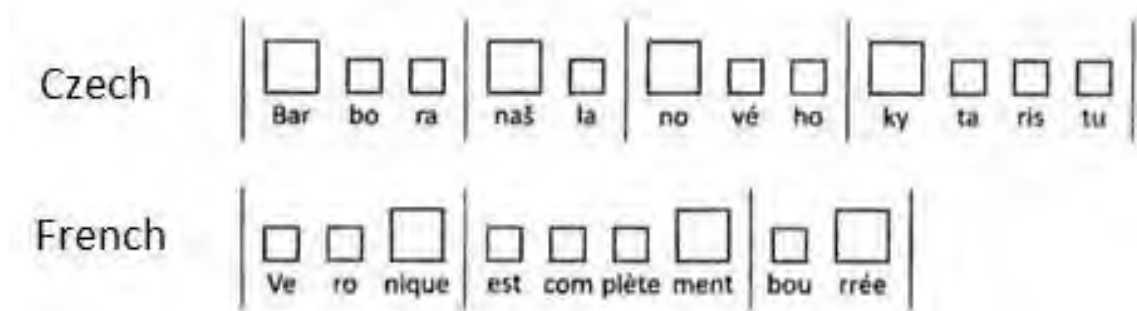 Czech
Bar bo ra naš la no vé ho ky ta ris tu
French
Ve ro nique est com plète ment bou rrée